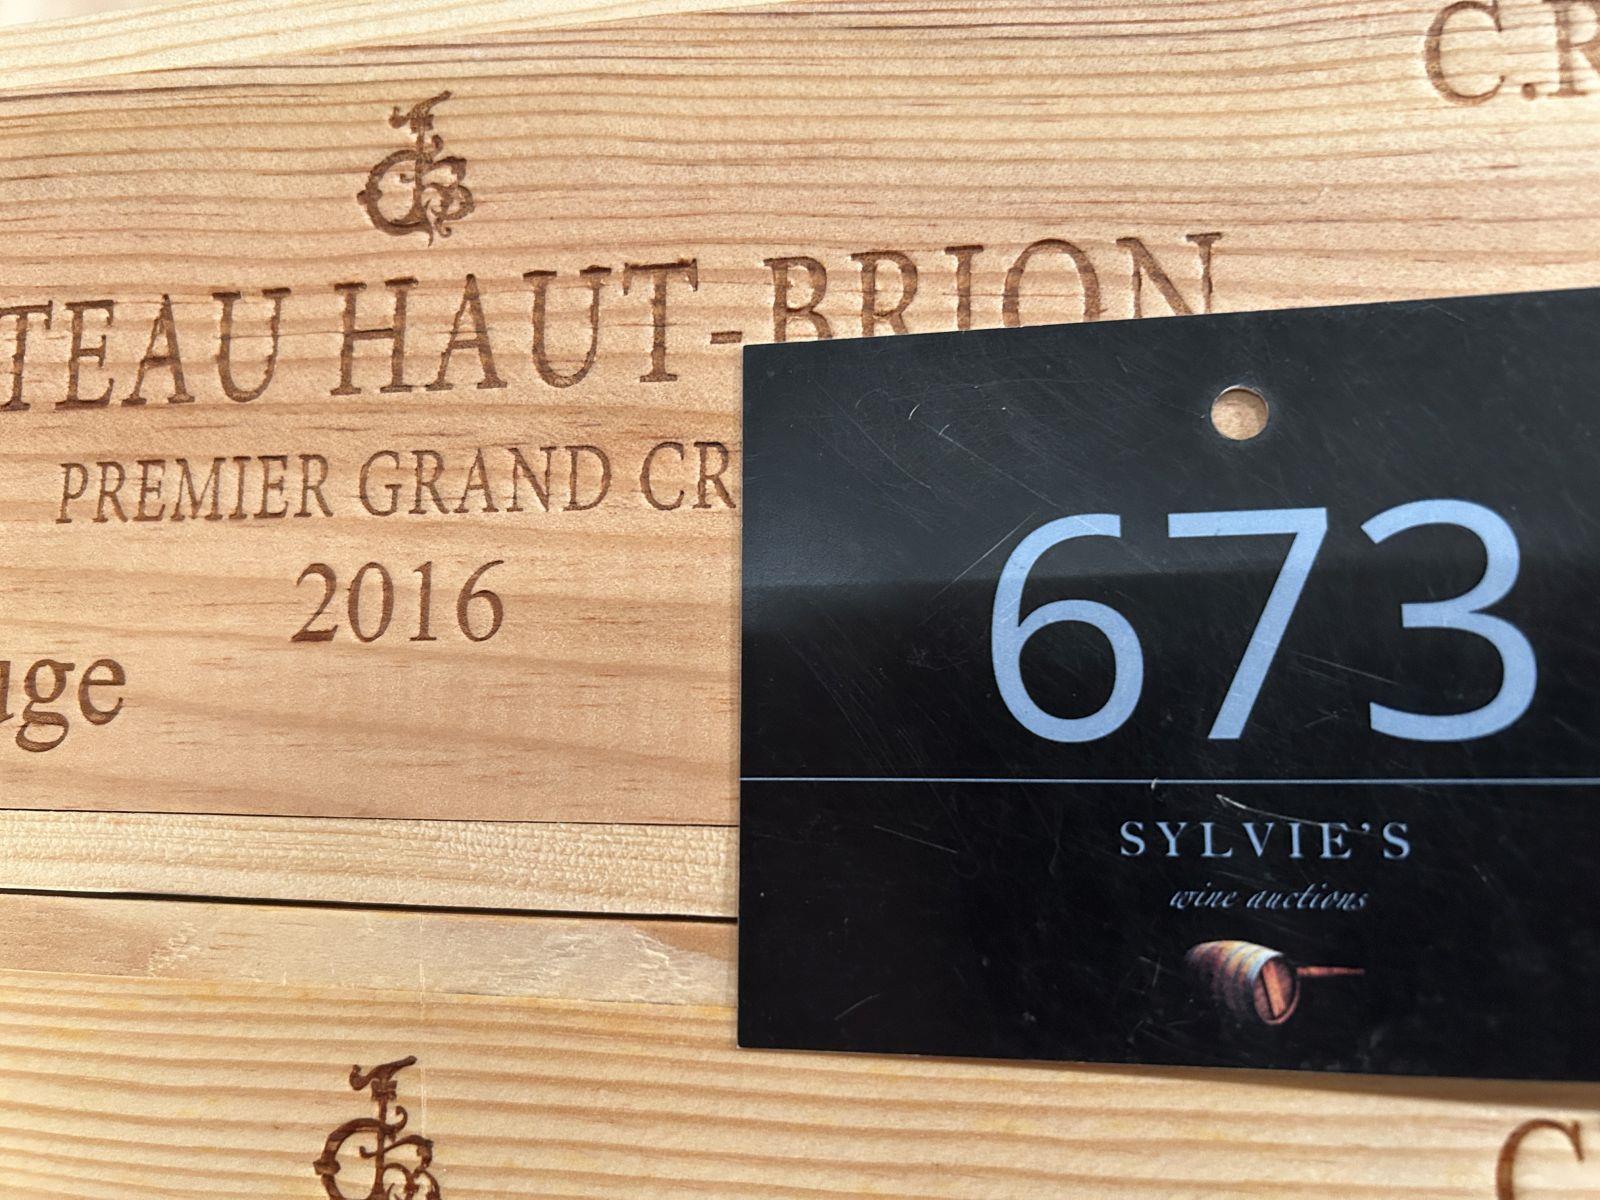 C.R
TEAU HAUT-BRION
PREMIER GRAND CR
2016
uge
673
SYLVIE'S
wine auctions
C